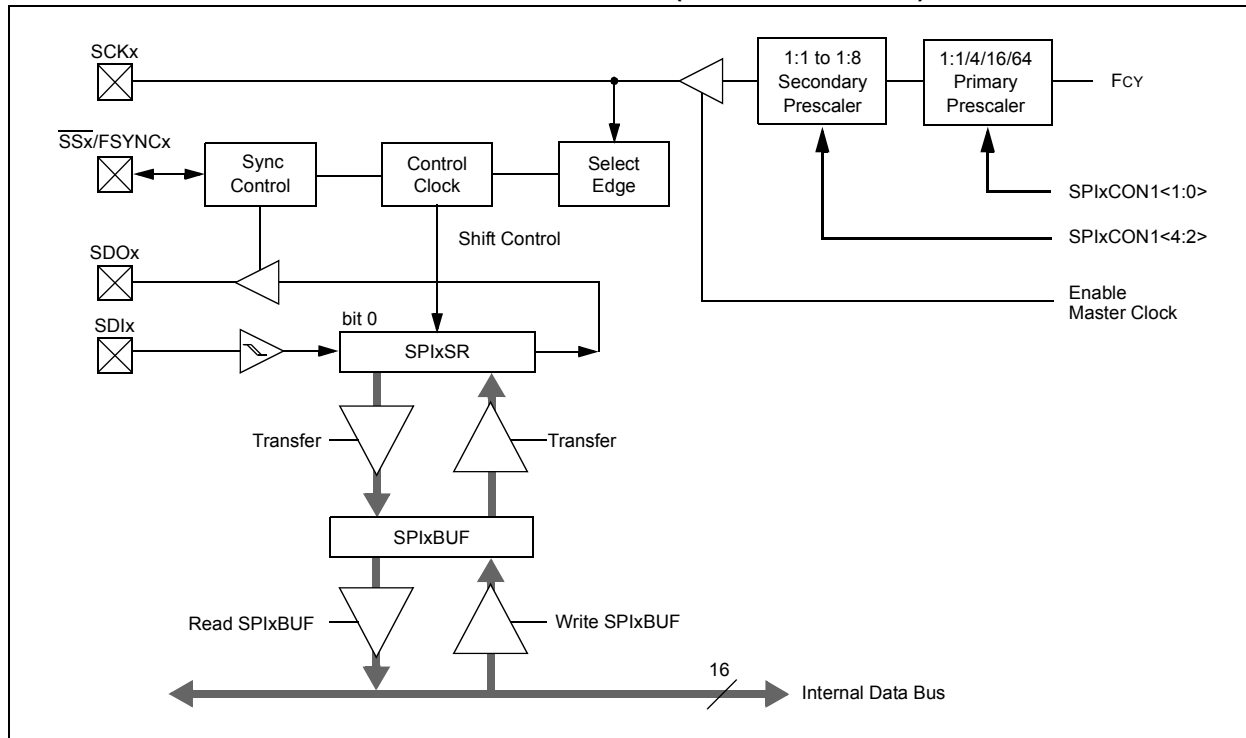 SCKx
1:1 to 1:8
Secondary
Prescaler
1:1/4/16/64
Primary
Prescaler
FCY
SSx/FSYNCx
Sync
Control
Control
Clock
Select
Edge
SPIxCON1<1:0>
Shift Control
SPIxCON1<4:2>
SDOx
Enable
Master Clock
bit 0
SDIx
SPIxSR
Transfer
Transfer
SPIxBUF
Read SPIxBUF
Write SPIxBUF
16
Internal Data Bus